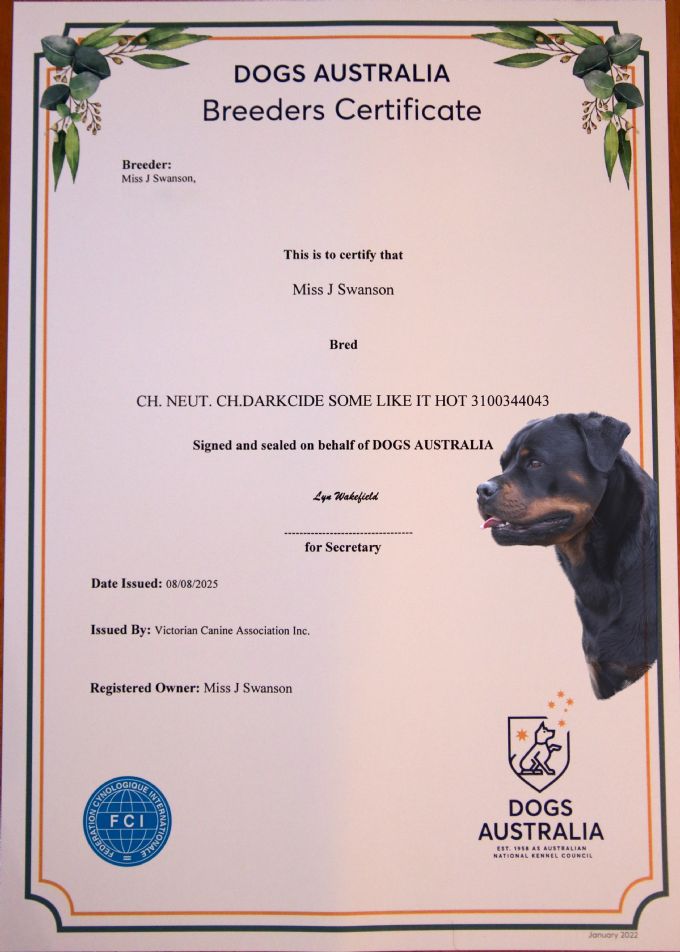 DOGS AUSTRALIA
Breeders Certificate
Breeder:
Miss J Swanson,
This is to certify that
Miss J Swanson
Bred
CH. NEUT. CH.DARKCIDE SOME LIKE IT HOT 3100344043
Signed and sealed on behalf of DOGS AUSTRALIA
Lyn Wakefield
----------------------------------
for Secretary
Date Issued: 08/08/2025
Issued By: Victorian Canine Association Inc.
Registered Owner: Miss J Swanson
FEDERATION CYNOLOGIQUE INTERNATIONALE
FCI
DOGS
AUSTRALIA
EST. 1958 AS AUSTRALIAN
NATIONAL KENNEL COUNCIL
January 2022